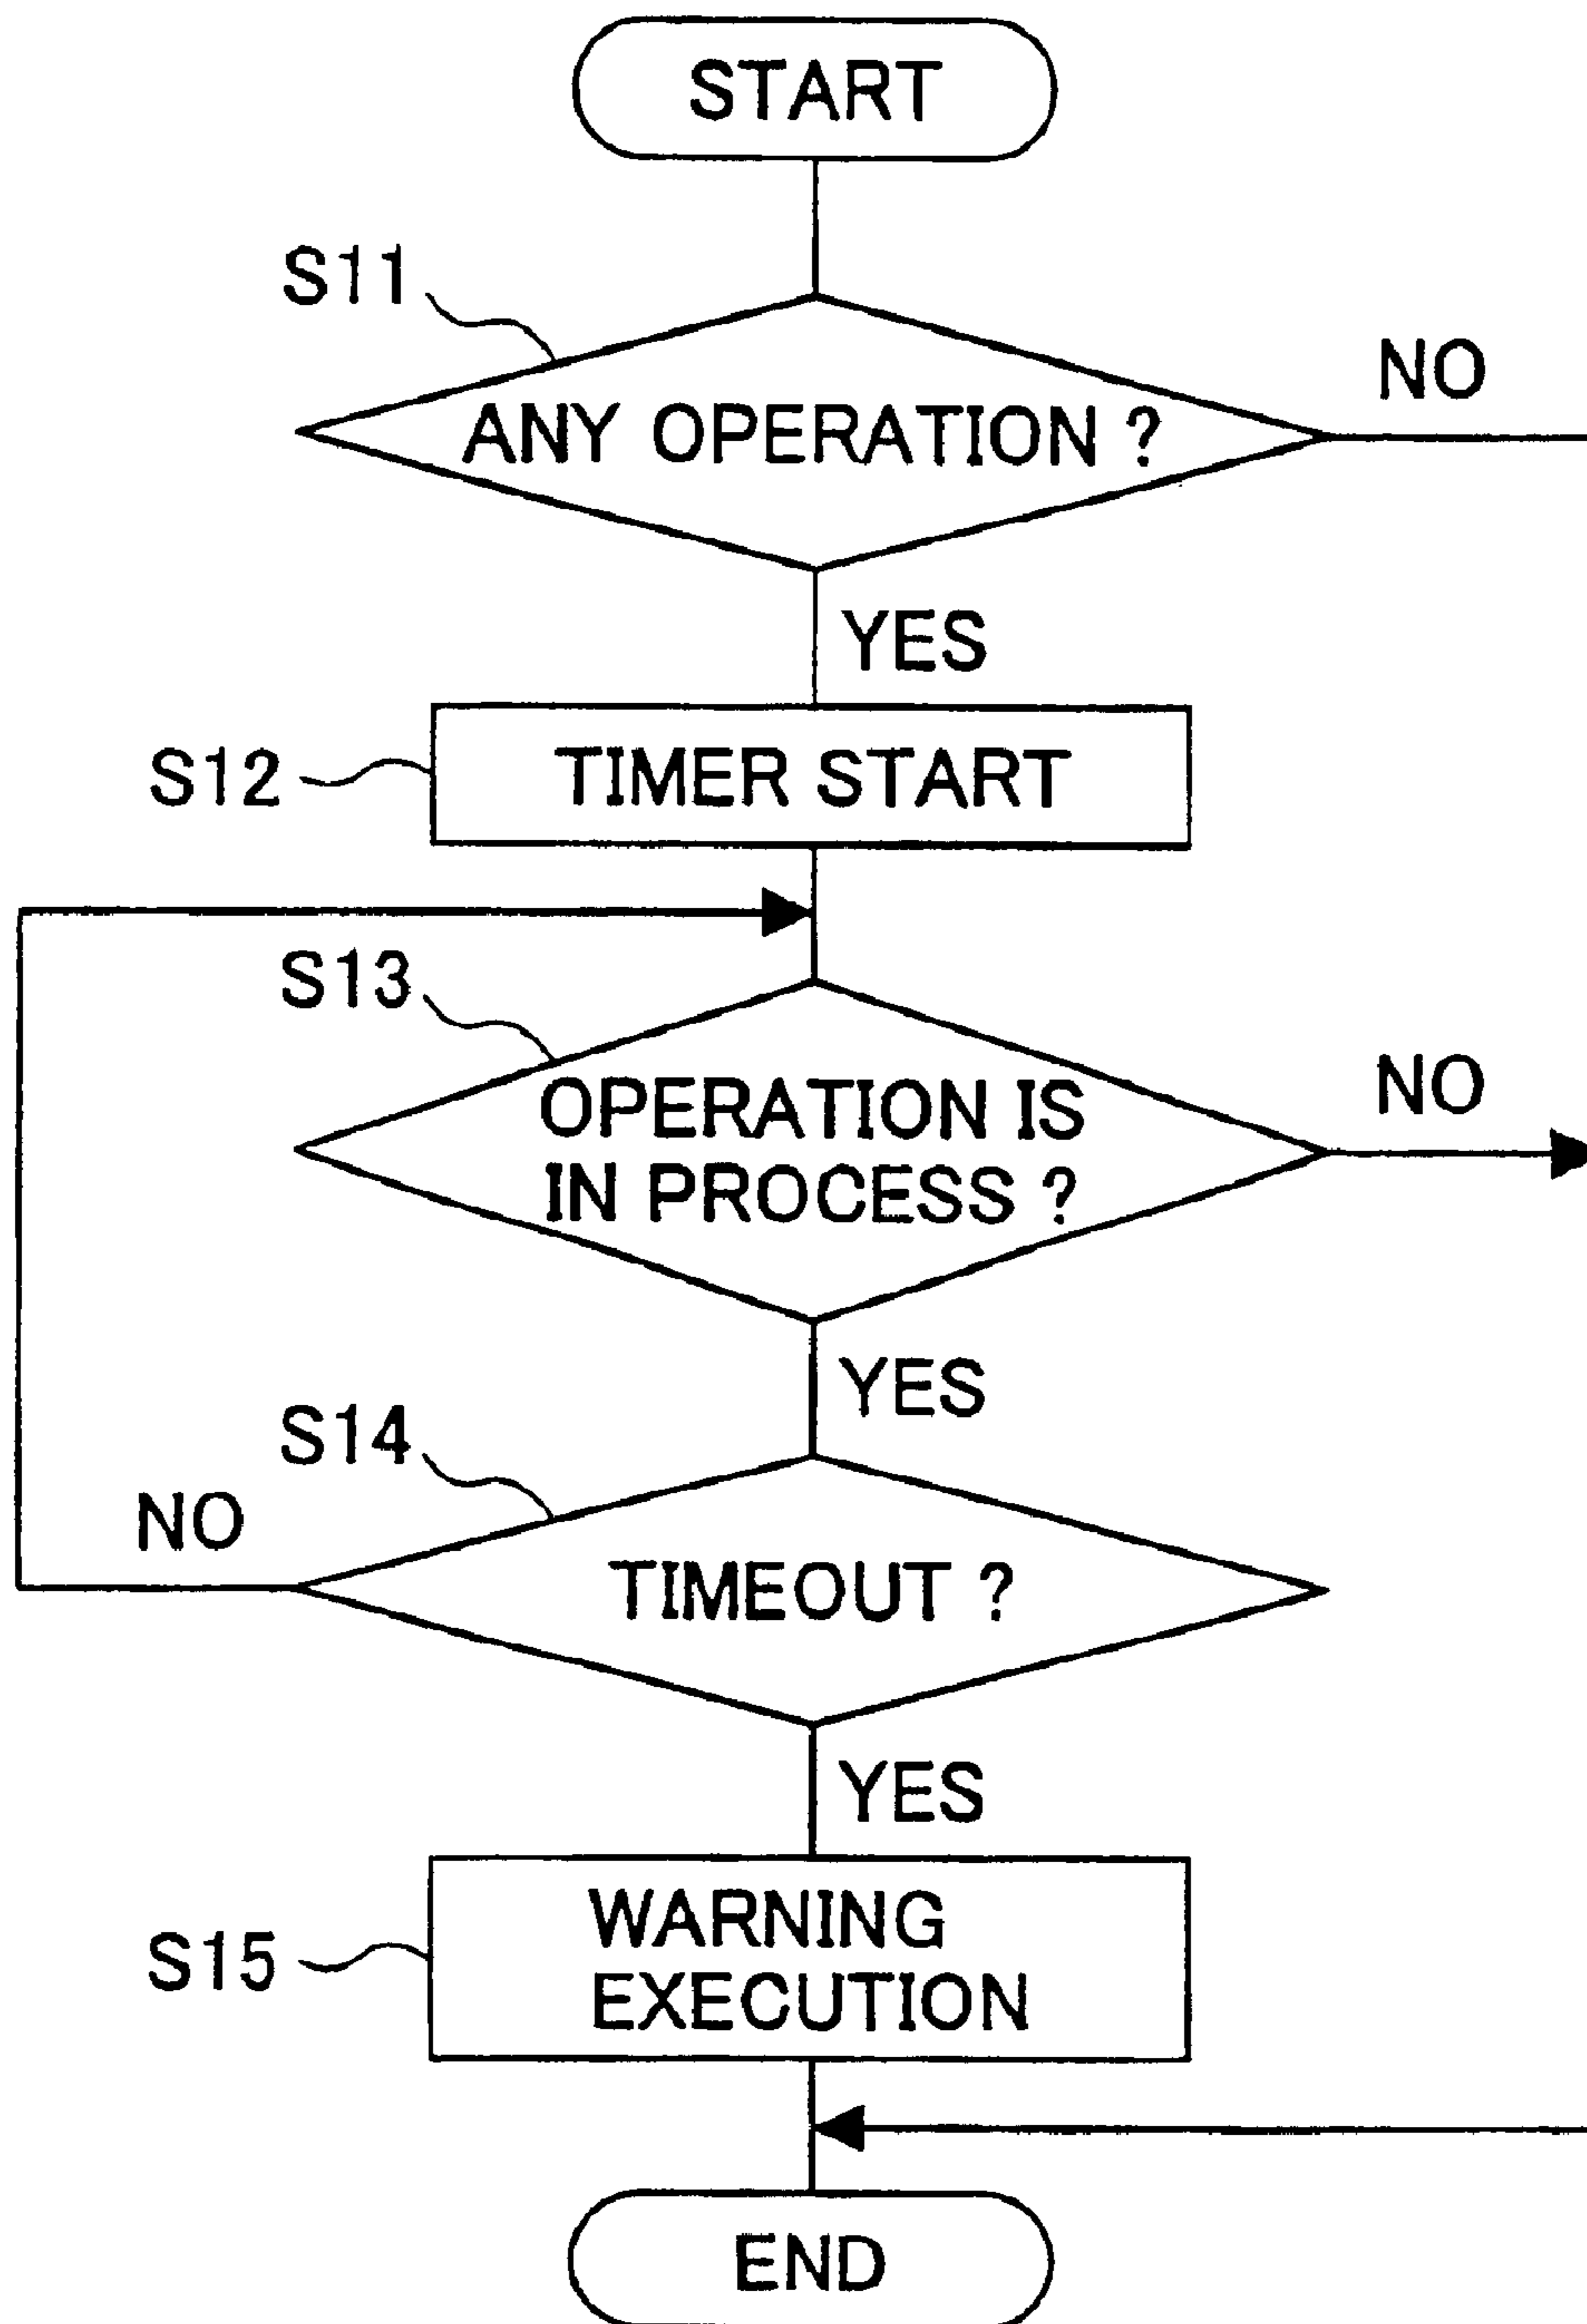 START
S11
NO
ANY OPERATION ?
YES
S12
TIMER START
S13
NO
OPERATION IS
IN PROCESS ?
YES
S14
NO
TIMEOUT ?
YES
S15
WARNING
EXECUTION
END